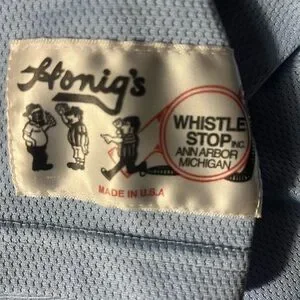 Honig's
WHISTLE
STOP INC.
ANN ARBOR
MICHIGAN
MADE IN U.S.A